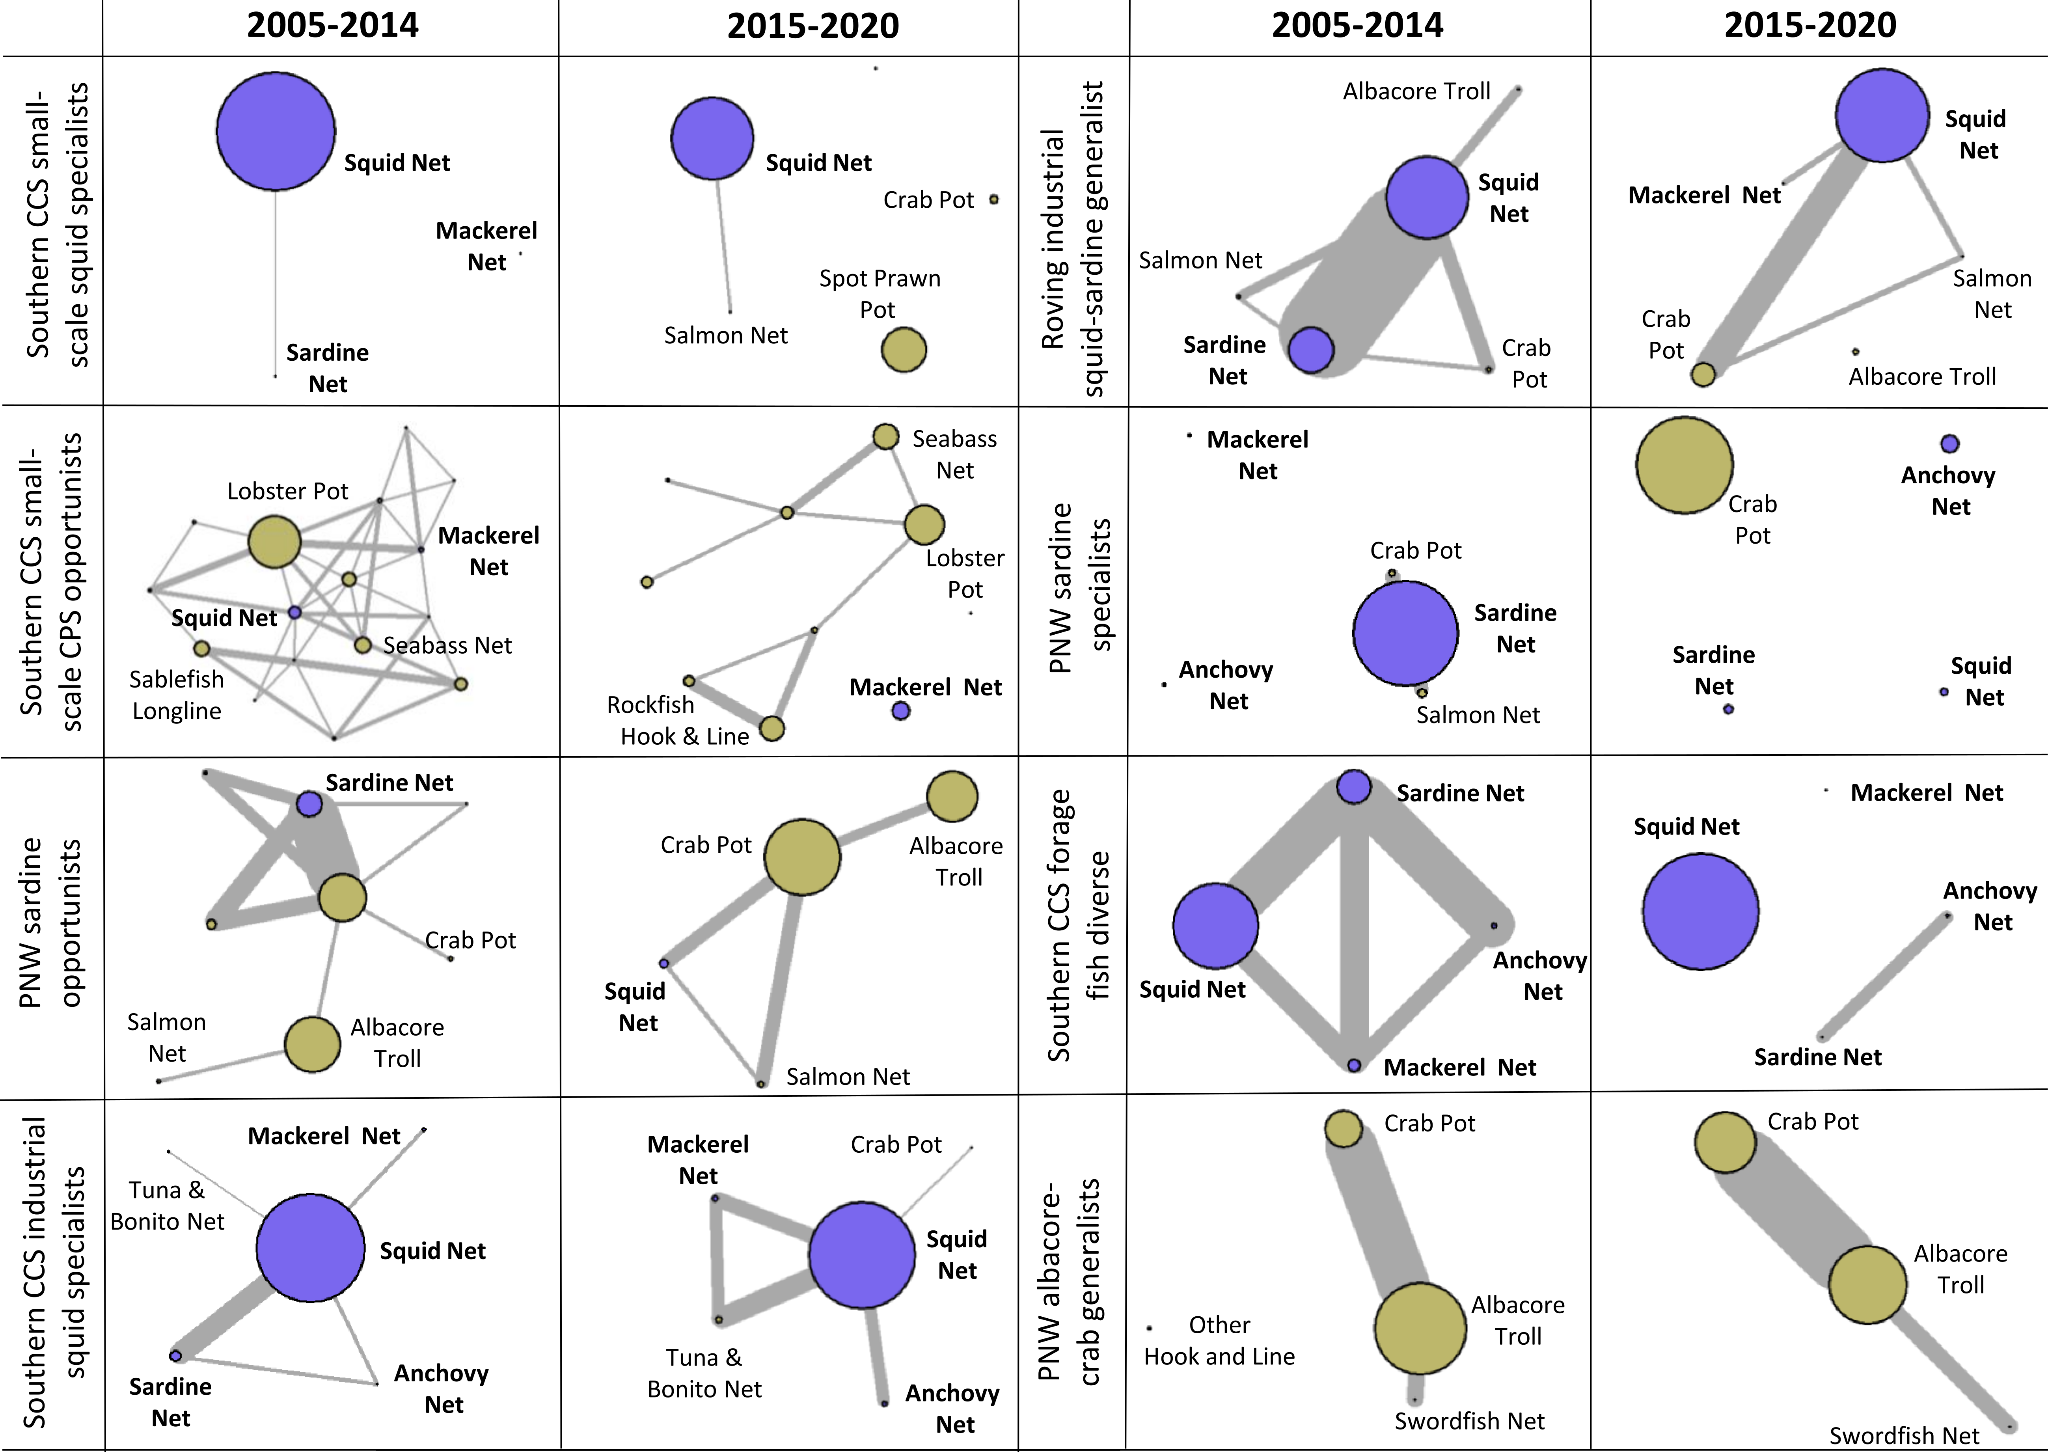 2005-2014
2015-2020
2005-2014
2015-2020
Southern CCS small-
scale squid specialists
Squid Net
Mackerel
Net
Sardine
Net
Squid Net
Crab Pot
Spot Prawn
Pot
Salmon Net
Roving industrial
squid-sardine generalist
Albacore Troll
Squid
Net
Salmon Net
Sardine
Net
Crab
Pot
Squid
Net
Mackerel Net
Salmon
Net
Crab
Pot
Albacore Troll
Southern CCS small-
scale CPS opportunists
Lobster Pot
Mackerel
Net
Squid Net
Seabass Net
Sablefish
Longline
Seabass
Net
Lobster
Pot
Rockfish
Hook & Line
Mackerel Net
PNW sardine
specialists
Mackerel
Net
Crab Pot
Sardine
Net
Anchovy
Net
Salmon Net
Crab
Pot
Anchovy
Net
Sardine
Net
Squid
Net
PNW sardine
opportunists
Sardine Net
Crab Pot
Salmon
Net
Albacore
Troll
Crab Pot
Albacore
Troll
Squid
Net
Salmon Net
Southern CCS forage
fish diverse
Sardine Net
Squid Net
Anchovy
Net
Mackerel Net
Mackerel Net
Squid Net
Anchovy
Net
Sardine Net
Southern CCS industrial
squid specialists
Mackerel Net
Tuna &
Bonito Net
Squid Net
Sardine
Net
Anchovy
Net
Mackerel
Net
Crab Pot
Squid
Net
Tuna &
Bonito Net
Anchovy
Net
PNW albacore-
crab generalists
Crab Pot
Albacore
Troll
Other
Hook and Line
Swordfish Net
Crab Pot
Albacore
Troll
Swordfish Net